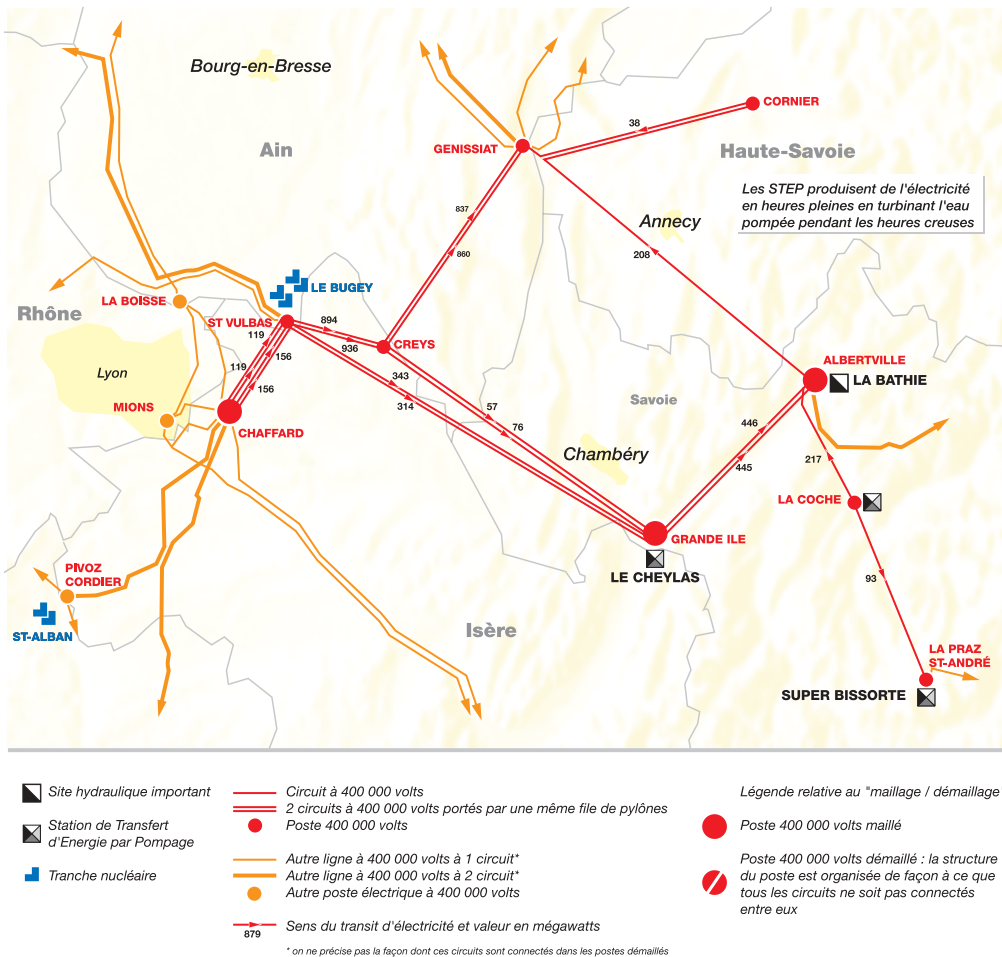 Bourg-en-Bresse
CORNIER
38
GENISSIAT
Ain
Haute-Savoie
Les STEP produisent de l'électricité
en heures pleines en turbinant l'eau
pompée pendant les heures creuses
837
Annecy
860
208
LE BUGEY
LA BOISSE
Rhône
ST VULBAS
894
119
936
CREYS
156
119
343
ALBERTVILLE
LA BATHIE
Lyon
156
314
57
Savoie
MIONS
76
446
CHAFFARD
Chambéry
445
217
LA COCHE
GRANDE ILE
LE CHEYLAS
93
PIVOZ
CORDIER
ST-ALBAN
Isère
LA PRAZ
ST-ANDRÉ
SUPER BISSORTE
Site hydraulique important
Station de Transfert
d'Energie par Pompage
Tranche nucléaire
Circuit à 400 000 volts
2 circuits à 400 000 volts portés par une même file de pylônes
Poste 400 000 volts
Autre ligne à 400 000 volts à 1 circuit*
Autre ligne à 400 000 volts à 2 circuit*
Autre poste électrique à 400 000 volts
Sens du transit d'électricité et valeur en mégawatts
879
* on ne précise pas la façon dont ces circuits sont connectés dans les postes démaillés
Légende relative au "maillage / démaillage
Poste 400 000 volts maillé
Poste 400 000 volts démaillé : la structure
du poste est organisée de façon à ce que
tous les circuits ne soit pas connectés
entre eux